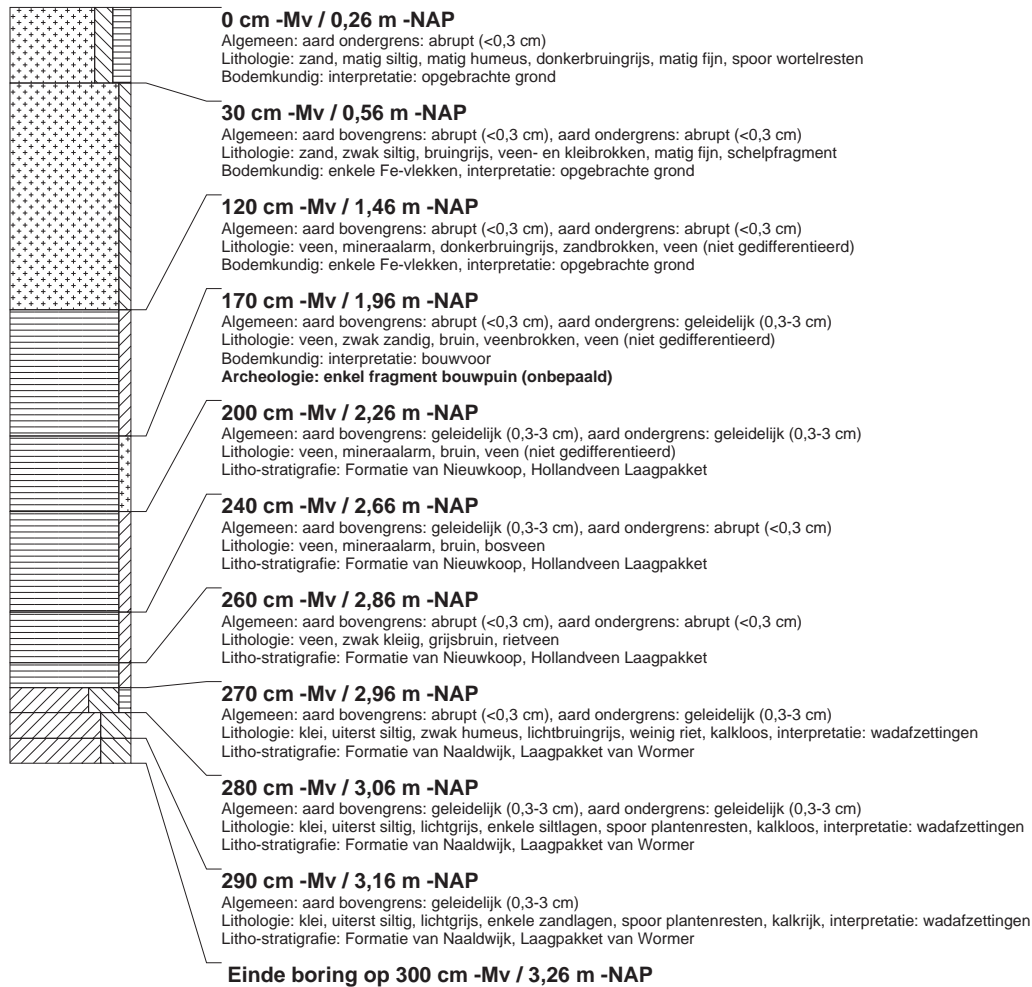 0 cm -Mv / 0,26 m -NAP
Algemeen: aard ondergrens: abrupt (<0,3 cm)
Lithologie: zand, matig siltig, matig humeus, donkerbruingrijs, matig fijn, spoor wortelresten
Bodemkundig: interpretatie: opgebrachte grond
30 cm -Mv / 0,56 m -NAP
Algemeen: aard bovengrens: abrupt (<0,3 cm), aard ondergrens: abrupt (<0,3 cm)
Lithologie: zand, zwak siltig, bruingrijs, veen- en kleibrokken, matig fijn, schelpfragment
Bodemkundig: enkele Fe-vlekken, interpretatie: opgebrachte grond
120 cm -Mv / 1,46 m -NAP
Algemeen: aard bovengrens: abrupt (<0,3 cm), aard ondergrens: abrupt (<0,3 cm)
Lithologie: veen, mineraalarm, donkerbruingrijs, zandbrokken, veen (niet gedifferentieerd)
Bodemkundig: enkele Fe-vlekken, interpretatie: opgebrachte grond
170 cm -Mv / 1,96 m -NAP
Algemeen: aard bovengrens: abrupt (<0,3 cm), aard ondergrens: geleidelijk (0,3-3 cm)
Lithologie: veen, zwak zandig, bruin, veenbrokken, veen (niet gedifferentieerd)
Bodemkundig: interpretatie: bouwvoor
Archeologie: enkel fragment bouwpuin (onbepaald)
200 cm -Mv / 2,26 m -NAP
Algemeen: aard bovengrens: geleidelijk (0,3-3 cm), aard ondergrens: geleidelijk (0,3-3 cm)
Lithologie: veen, mineraalarm, bruin, veen (niet gedifferentieerd)
Litho-stratigrafie: Formatie van Nieuwkoop, Hollandveen Laagpakket
240 cm -Mv / 2,66 m -NAP
Algemeen: aard bovengrens: geleidelijk (0,3-3 cm), aard ondergrens: abrupt (<0,3 cm)
Lithologie: veen, mineraalarm, bruin, bosveen
Litho-stratigrafie: Formatie van Nieuwkoop, Hollandveen Laagpakket
260 cm -Mv / 2,86 m -NAP
Algemeen: aard bovengrens: abrupt (<0,3 cm), aard ondergrens: abrupt (<0,3 cm)
Lithologie: veen, zwak kleiig, grijsbruin, rietveen
Litho-stratigrafie: Formatie van Nieuwkoop, Hollandveen Laagpakket
270 cm -Mv / 2,96 m -NAP
Algemeen: aard bovengrens: abrupt (<0,3 cm), aard ondergrens: geleidelijk (0,3-3 cm)
Lithologie: klei, uiterst siltig, zwak humeus, lichtbruingrijs, weinig riet, kalkloos, interpretatie: wadafzettingen
Litho-stratigrafie: Formatie van Naaldwijk, Laagpakket van Wormer
280 cm -Mv / 3,06 m -NAP
Algemeen: aard bovengrens: geleidelijk (0,3-3 cm), aard ondergrens: geleidelijk (0,3-3 cm)
Lithologie: klei, uiterst siltig, lichtgrijs, enkele siltlagen, spoor plantenresten, kalkloos, interpretatie: wadafzettingen
Litho-stratigrafie: Formatie van Naaldwijk, Laagpakket van Wormer
290 cm -Mv / 3,16 m -NAP
Algemeen: aard bovengrens: geleidelijk (0,3-3 cm)
Lithologie: klei, uiterst siltig, lichtgrijs, enkele zandlagen, spoor plantenresten, kalkrijk, interpretatie: wadafzettingen
Litho-stratigrafie: Formatie van Naaldwijk, Laagpakket van Wormer
Einde boring op 300 cm -Mv / 3,26 m -NAP